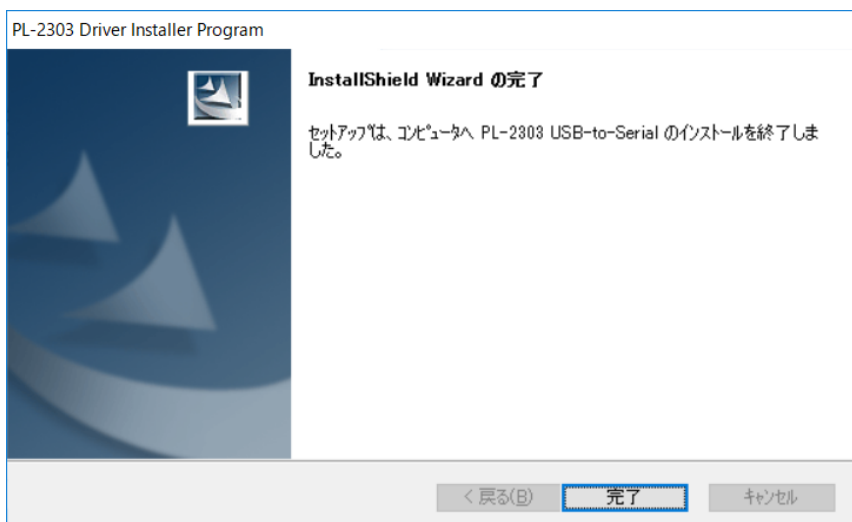 PL-2303 Driver Installer Program
InstallShield Wizard の完了
セットアップは、コンピュータへ PL-2303 USB-to-Serial のインストールを終了しま
した。
< 戻る(B)
完了
キャンセル